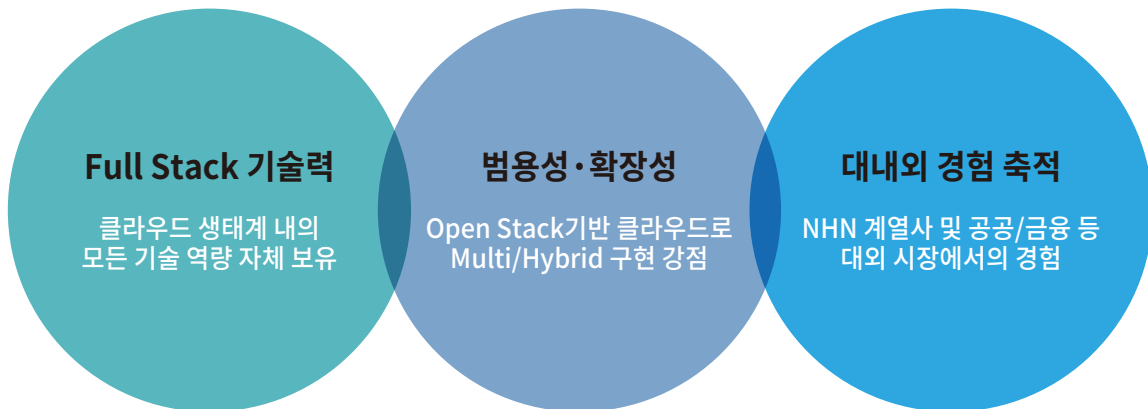 Full Stack 기술력
클라우드 생태계 내의
모든 기술 역량 자체 보유
범용성·확장성
Open Stack기반 클라우드로
Multi/Hybrid 구현 강점
대내외 경험 축적
NHN 계열사 및 공공/금융 등
대외 시장에서의 경험